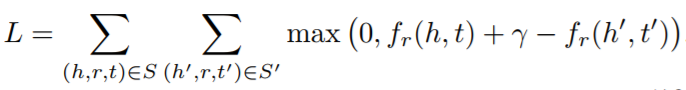 L = ∑_{(h,r,t)∈S} ∑_{(h′,r,t′)∈S′} max (0, f_r(h, t) + γ − f_r(h′, t′))